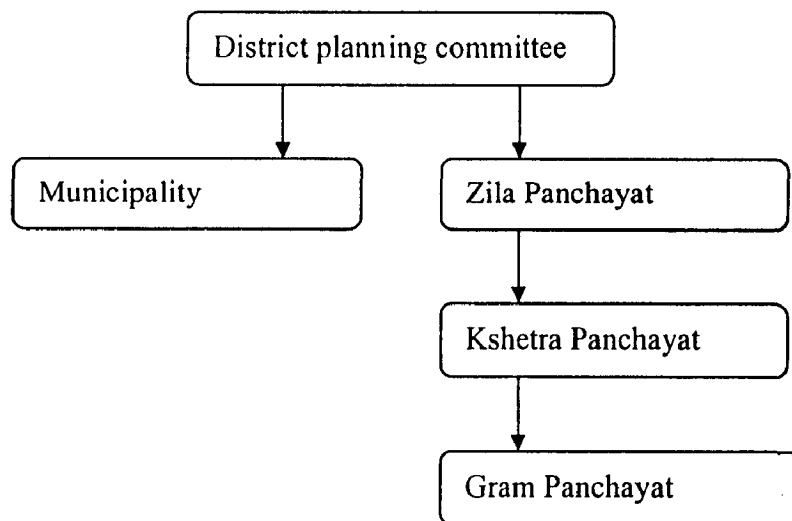 District planning committee
Municipality
Zila Panchayat
Kshetra Panchayat
Gram Panchayat